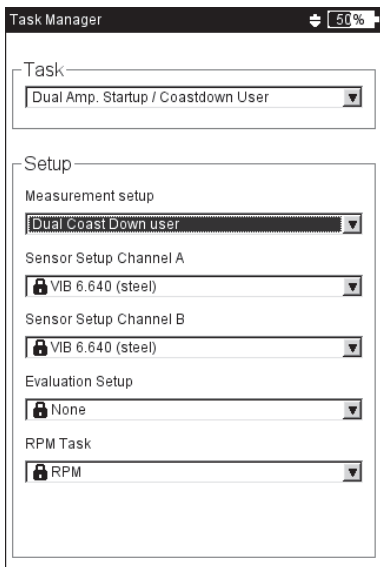 Task Manager 50%
Task
Dual Amp. Startup / Coastdown User
Setup
Measurement setup
Dual Coast Down user
Sensor Setup Channel A
VIB 6.640 (steel)
Sensor Setup Channel B
VIB 6.640 (steel)
Evaluation Setup
None
RPM Task
RPM